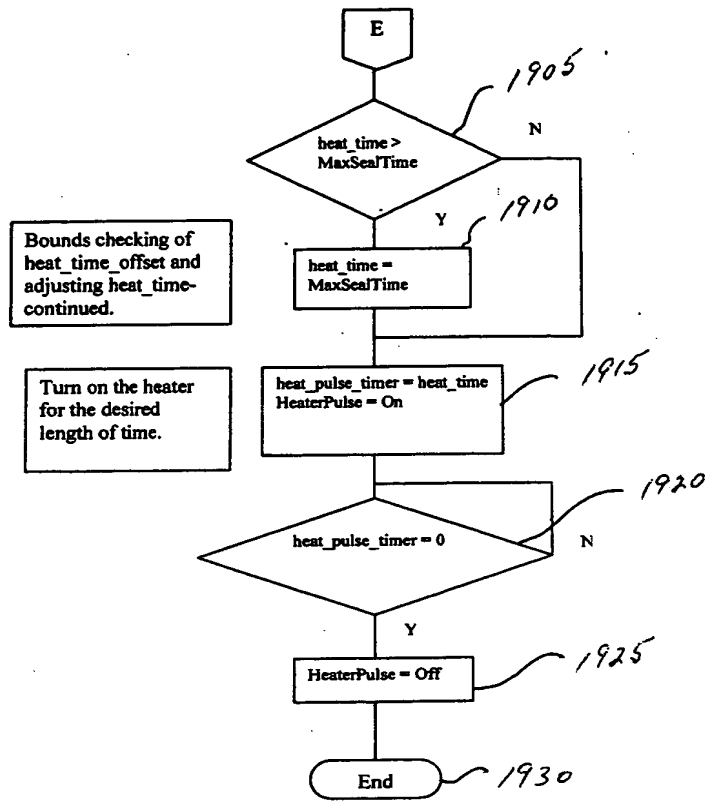 E
1905
heat_time >
MaxSealTime
N
Y
1910
Bounds checking of
heat_time_offset and
adjusting heat_time-
continued.
heat_time =
MaxSealTime
1915
Turn on the heater
for the desired
length of time.
heat_pulse_timer = heat_time
HeaterPulse = On
1920
heat_pulse_timer = 0
N
Y
1925
HeaterPulse = Off
End
1930